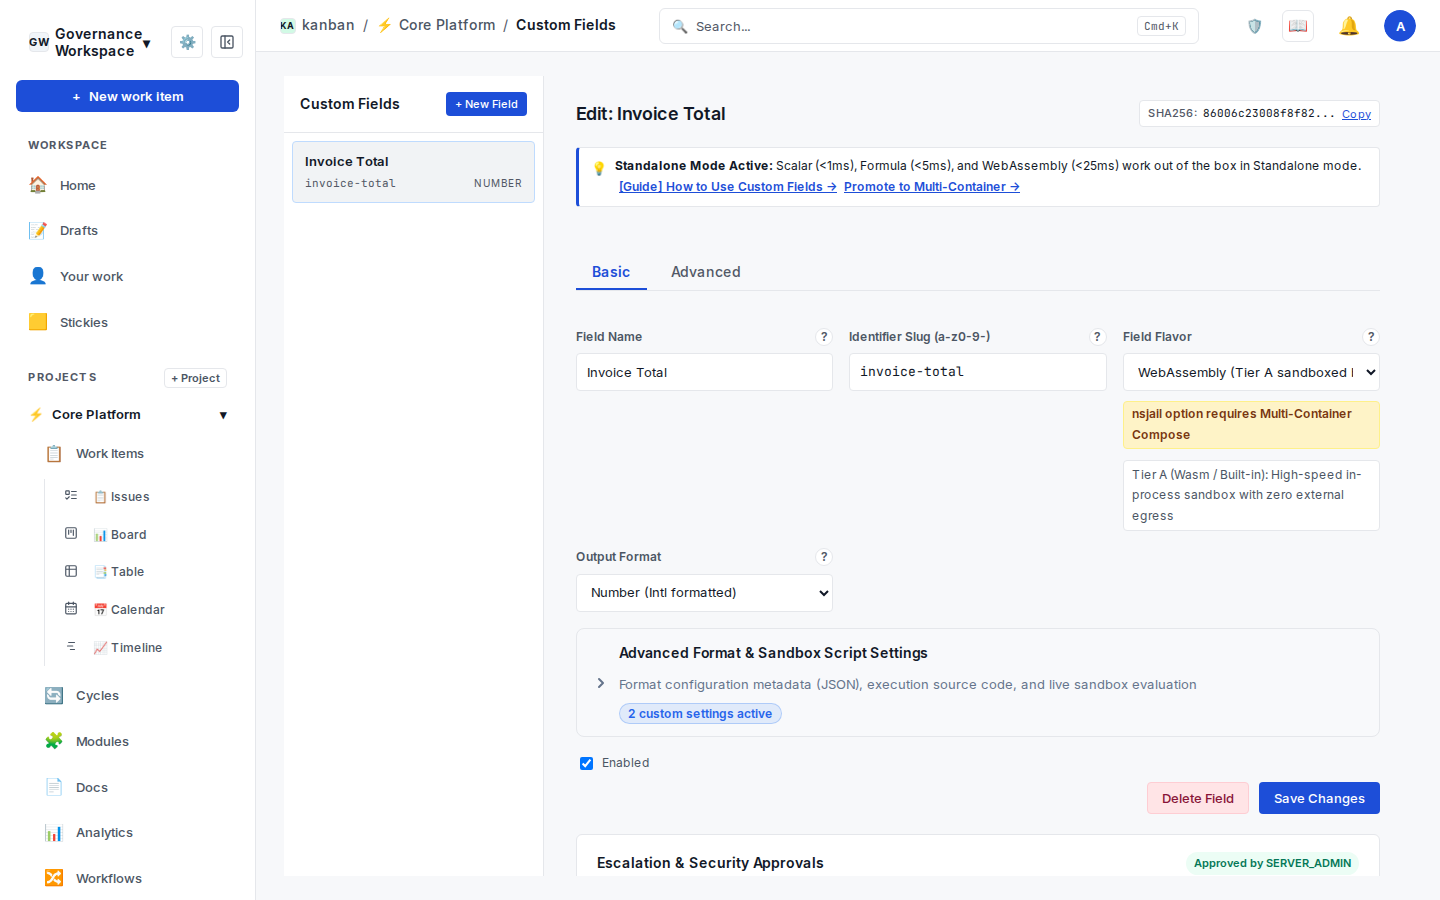 GW Governance Workspace ▾
+ New work item
WORKSPACE
Home
Drafts
Your work
Stickies
PROJECTS
+ Project
Core Platform ▾
Work Items
Issues
Board
Table
Calendar
Timeline
Cycles
Modules
Docs
Analytics
Workflows
KA kanban / Core Platform / Custom Fields
Search...
Cmd+K
A
Custom Fields
+ New Field
Invoice Total
invoice-total
NUMBER
Edit: Invoice Total
SHA256: 86006c23008f8f82... Copy
Standalone Mode Active: Scalar (<1ms), Formula (<5ms), and WebAssembly (<25ms) work out of the box in Standalone mode.
[Guide] How to Use Custom Fields → Promote to Multi-Container →
Basic
Advanced
Field Name ?
Invoice Total
Identifier Slug (a-z0-9-) ?
invoice-total
Field Flavor ?
WebAssembly (Tier A sandboxed
nsjail option requires Multi-Container
Compose
Tier A (Wasm / Built-in): High-speed in-
process sandbox with zero external
egress
Output Format ?
Number (Intl formatted)
Advanced Format & Sandbox Script Settings
Format configuration metadata (JSON), execution source code, and live sandbox evaluation
2 custom settings active
Enabled
Delete Field
Save Changes
Escalation & Security Approvals
Approved by SERVER_ADMIN